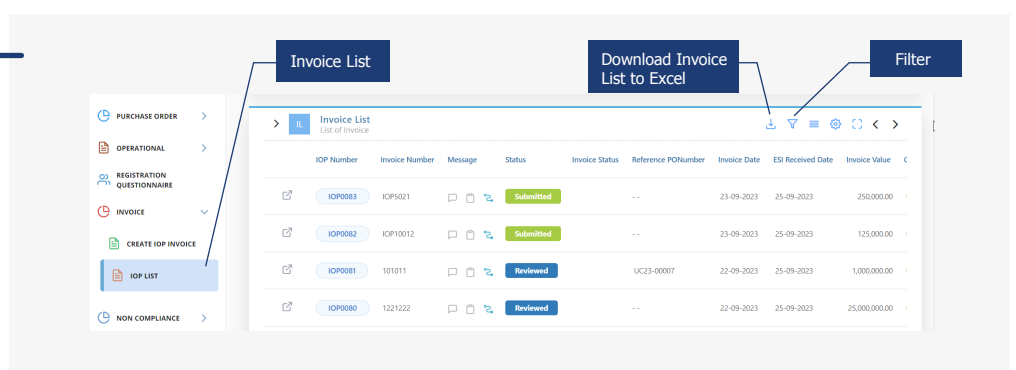 Invoice List
Download Invoice
List to Excel
Filter
PURCHASE ORDER
OPERATIONAL
REGISTRATION
QUESTIONNAIRE
INVOICE
CREATE IOP INVOICE
IOP LIST
NON COMPLIANCE
IL
Invoice List
List of Invoice
IOP Number Invoice Number Message Status Invoice Status Reference PONumber Invoice Date ESI Received Date Invoice Value
IOP0083 IOP5021 Submitted - - 23-09-2023 25-09-2023 250,000.00
IOP0082 IOP10012 Submitted - - 23-09-2023 25-09-2023 125,000.00
IOP0081 101011 Reviewed UC23-00007 22-09-2023 25-09-2023 1,000,000.00
IOP0080 1221222 Reviewed - - 22-09-2023 25-09-2023 25,000,000.00